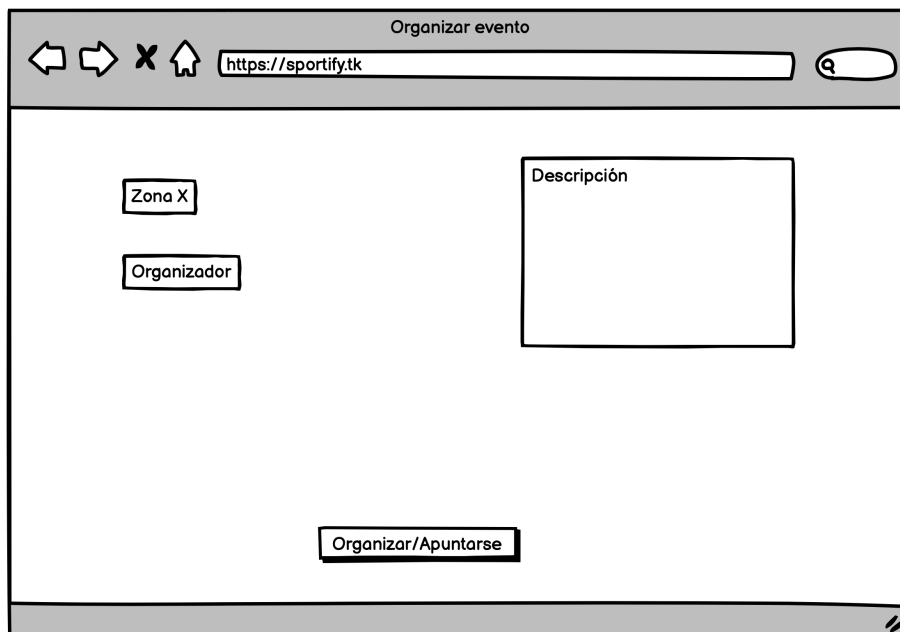 Organizar evento
https://sportify.tk
Zona X
Descripción
Organizador
Organizar/Apuntarse